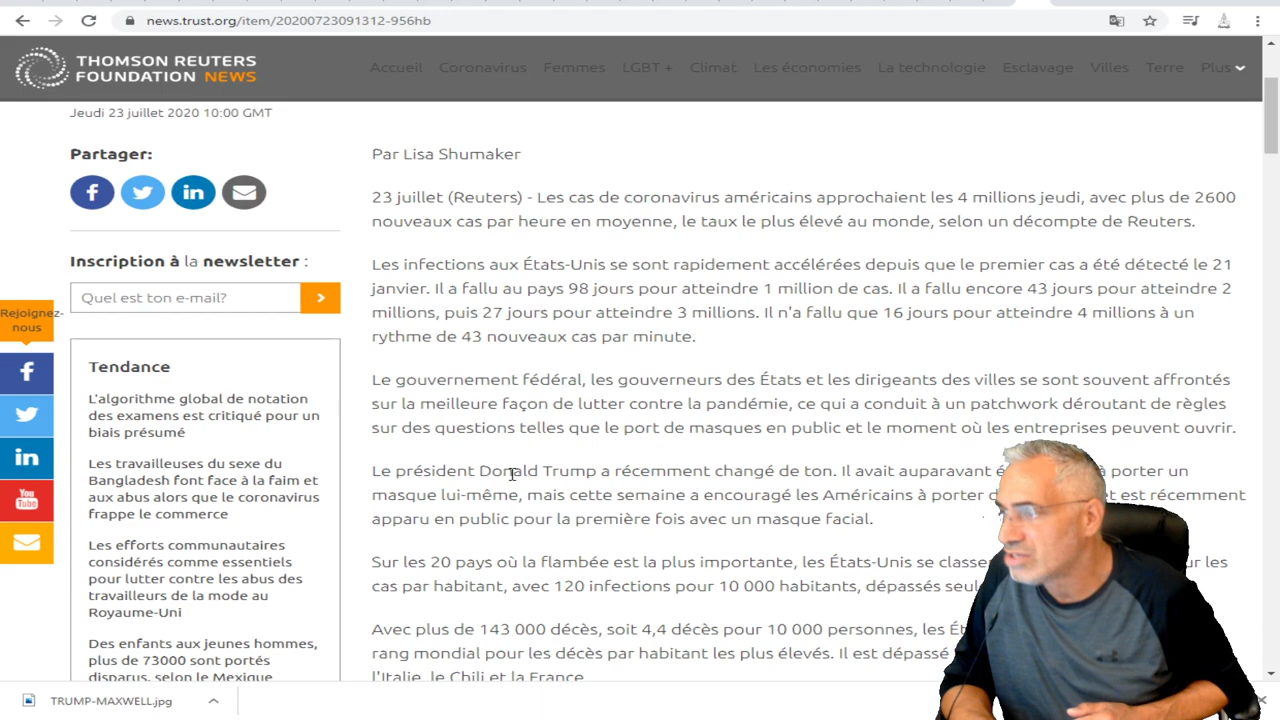 news.trust.org/item/20200723091312-956hb
THOMSON REUTERS
FOUNDATION NEWS
Accueil Coronavirus Femmes LGBT + Climat. Les économies La technologie Esclavage Villes Terre Plus
Jeudi 23 juillet 2020 10:00 GMT
Partager:
Inscription à la newsletter :
Quel est ton e-mail?
Rejoignez-
nous
You
Tube
Tendance
L'algorithme global de notation
des examens est critiqué pour un
biais présumé
Les travailleuses du sexe du
Bangladesh font face à la faim et
aux abus alors que le coronavirus
frappe le commerce
Les efforts communautaires
considérés comme essentiels
pour lutter contre les abus des
travailleurs de la mode au
Royaume-Uni
Des enfants aux jeunes hommes,
plus de 73000 sont portés
disparus, selon le Mexique
Par Lisa Shumaker
23 juillet (Reuters) - Les cas de coronavirus américains approchaient les 4 millions jeudi, avec plus de 2600
nouveaux cas par heure en moyenne, le taux le plus élevé au monde, selon un décompte de Reuters.
Les infections aux États-Unis se sont rapidement accélérées depuis que le premier cas a été détecté le 21
janvier. Il a fallu au pays 98 jours pour atteindre 1 million de cas. Il a fallu encore 43 jours pour atteindre 2
millions, puis 27 jours pour atteindre 3 millions. Il n'a fallu que 16 jours pour atteindre 4 millions à un
rythme de 43 nouveaux cas par minute.
Le gouvernement fédéral, les gouverneurs des États et les dirigeants des villes se sont souvent affrontés
sur la meilleure façon de lutter contre la pandémie, ce qui a conduit à un patchwork déroutant de règles
sur des questions telles que le port de masques en public et le moment où les entreprises peuvent ouvrir.
Le président Donald Trump a récemment changé de ton. Il avait auparavant à porter un
masque lui-même, mais cette semaine a encouragé les Américains à porter et est récemment
apparu en public pour la première fois avec un masque facial.
Sur les 20 pays où la flambée est la plus importante, les États-Unis se les
cas par habitant, avec 120 infections pour 10 000 habitants, dépassés
Avec plus de 143 000 décès, soit 4,4 décès pour 10 000 personnes, les
rang mondial pour les décès par habitant les plus élevés. Il est dépassé
l'Italie, le Chili et la France.
TRUMP-MAXWELL.jpg